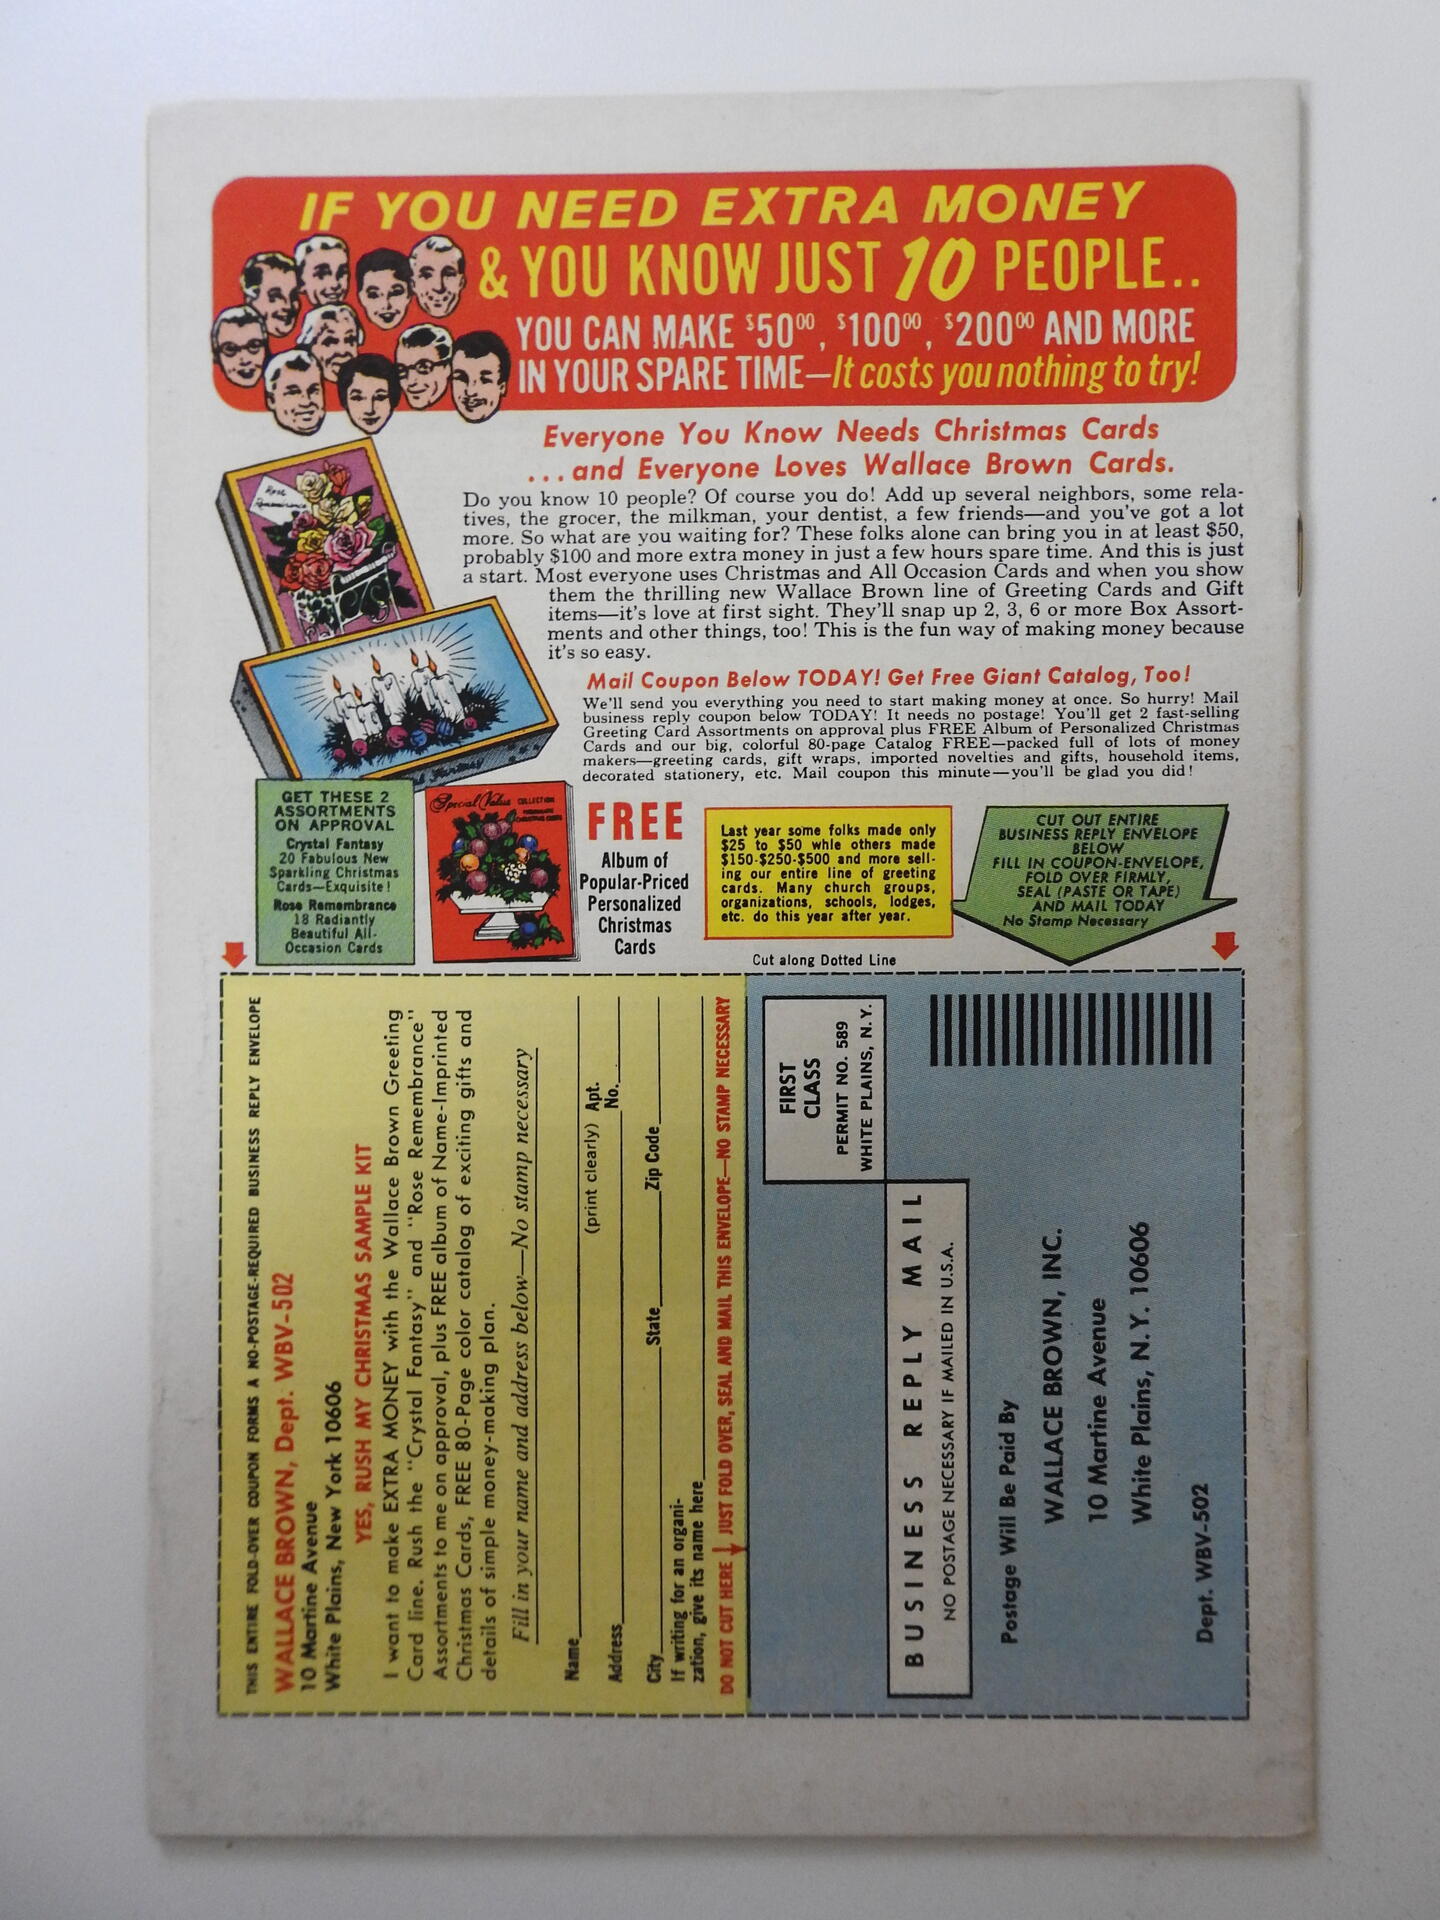 IF YOU NEED EXTRA MONEY
& YOU KNOW JUST 10 PEOPLE..
YOU CAN MAKE $50⁰⁰, $100⁰⁰, $200⁰⁰ AND MORE
IN YOUR SPARE TIME—It costs you nothing to try!
Everyone You Know Needs Christmas Cards
...and Everyone Loves Wallace Brown Cards.
Do you know 10 people? Of course you do! Add up several neighbors, some rela-
tives, the grocer, the milkman, your dentist, a few friends—and you've got a lot
more. So what are you waiting for? These folks alone can bring you in at least $50,
probably $100 and more extra money in just a few hours spare time. And this is just
a start. Most everyone uses Christmas and All Occasion Cards and when you show
them the thrilling new Wallace Brown line of Greeting Cards and Gift
items—it's love at first sight. They'll snap up 2, 3, 6 or more Box Assort-
ments and other things, too! This is the fun way of making money because
it's so easy.
Rose
Remembrance
Mail Coupon Below TODAY! Get Free Giant Catalog, Too!
We'll send you everything you need to start making money at once. So hurry! Mail
business reply coupon below TODAY! It needs no postage! You'll get 2 fast-selling
Greeting Card Assortments on approval plus FREE Album of Personalized Christmas
Cards and our big, colorful 80-page Catalog FREE—packed full of lots of money
makers—greeting cards, gift wraps, imported novelties and gifts, household items,
decorated stationery, etc. Mail coupon this minute—you'll be glad you did!
Fantasy
GET THESE 2
ASSORTMENTS
ON APPROVAL
Crystal Fantasy
20 Fabulous New
Sparkling Christmas
Cards—Exquisite!
Rose Remembrance
18 Radiantly
Beautiful All-
Occasion Cards
Special Value COLLECTION
FREE
Album of
Popular-Priced
Personalized
Christmas
Cards
Last year some folks made only
$25 to $50 while others made
$150-$250-$500 and more sell-
ing our entire line of greeting
cards. Many church groups,
organizations, schools, lodges,
etc. do this year after year.
CUT OUT ENTIRE
BUSINESS REPLY ENVELOPE
BELOW
FILL IN COUPON-ENVELOPE,
FOLD OVER FIRMLY,
SEAL (PASTE OR TAPE)
AND MAIL TODAY
No Stamp Necessary
Cut along Dotted Line
THIS ENTIRE FOLD-OVER COUPON FORMS A NO-POSTAGE-REQUIRED BUSINESS REPLY ENVELOPE
WALLACE BROWN, Dept. WBV-502
10 Martine Avenue
White Plains, New York 10606
YES, RUSH MY CHRISTMAS SAMPLE KIT
I want to make EXTRA MONEY with the Wallace Brown Greeting
Card line. Rush the "Crystal Fantasy" and "Rose Remembrance"
Assortments to me on approval, plus FREE album of Name-Imprinted
Christmas Cards, FREE 80-Page color catalog of exciting gifts and
details of simple money-making plan.
Fill in your name and address below—No stamp necessary
Name
(print clearly)
Address Apt. No.
City State Zip Code
If writing for an organi-
zation, give its name here
DO NOT CUT HERE JUST FOLD OVER, SEAL AND MAIL THIS ENVELOPE—NO STAMP NECESSARY
FIRST
CLASS
PERMIT NO. 589
WHITE PLAINS, N.Y.
BUSINESS REPLY MAIL
NO POSTAGE NECESSARY IF MAILED IN U.S.A.
Postage Will Be Paid By
WALLACE BROWN, INC.
10 Martine Avenue
White Plains, N.Y. 10606
Dept. WBV-502